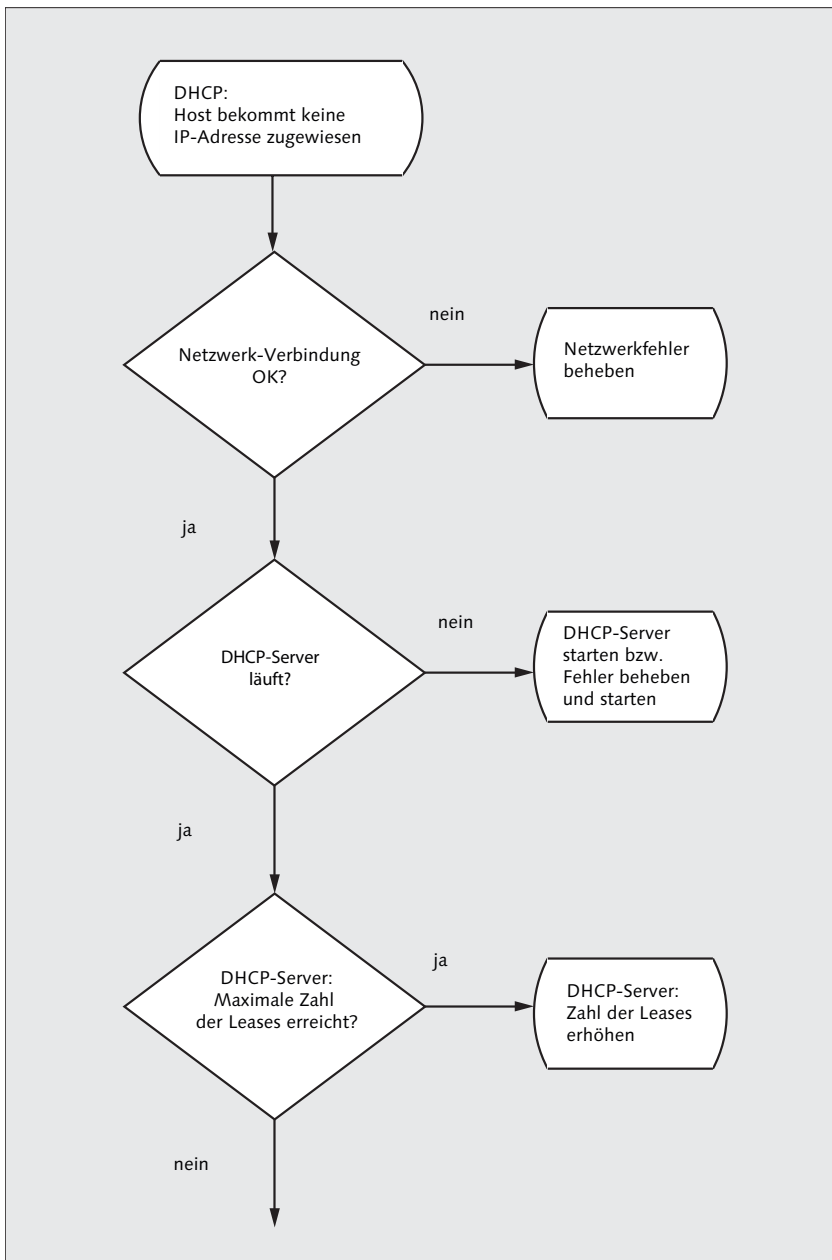 DHCP:
Host bekommt keine
IP-Adresse zugewiesen
nein
Netzwerk-Verbindung
OK?
Netzwerkfehler
beheben
ja
nein
DHCP-Server
läuft?
DHCP-Server
starten bzw.
Fehler beheben
und starten
ja
ja
DHCP-Server:
Maximale Zahl
der Leases erreicht?
DHCP-Server:
Zahl der Leases
erhöhen
nein